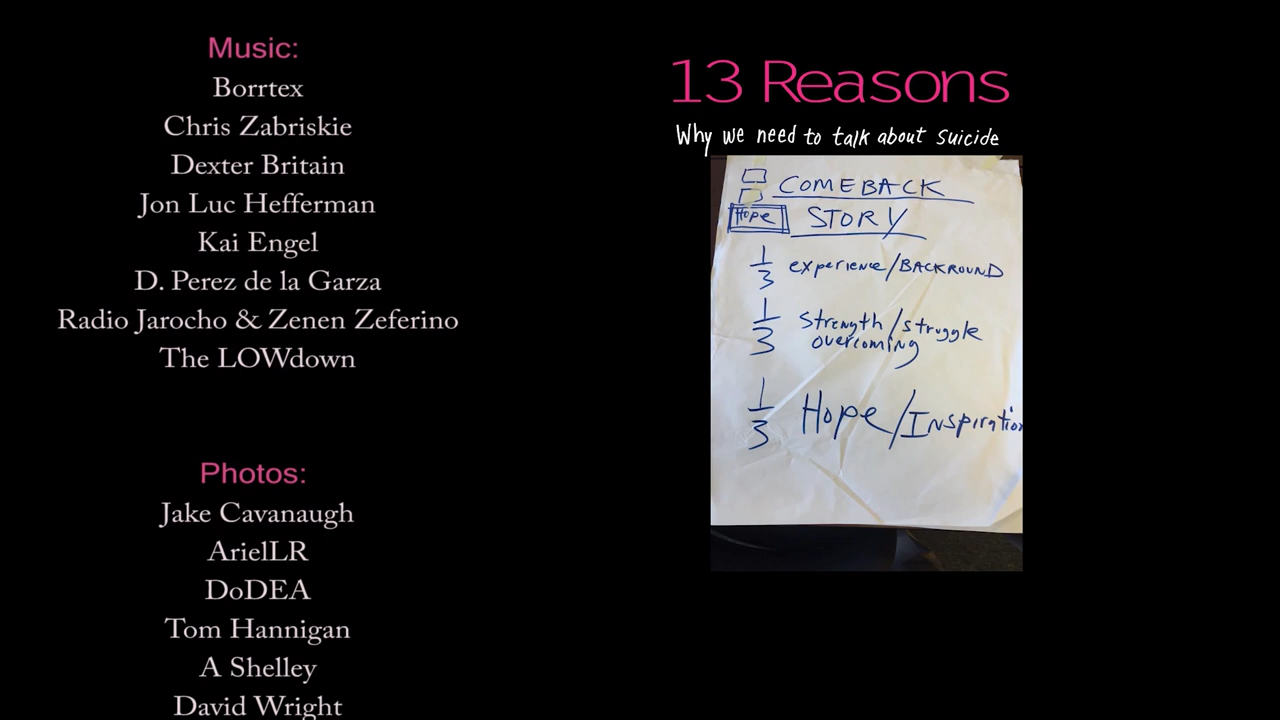 Music:
Borrtex
Chris Zabriskie
Dexter Britain
Jon Luc Hefferman
Kai Engel
D. Perez de la Garza
Radio Jarocho & Zenen Zeferino
The LOWdown
Photos:
Jake Cavanaugh
ArielLR
DoDEA
Tom Hannigan
A Shelley
David Wright
13 Reasons
Why we need to talk about suicide
COMEBACK
Hope STORY
1/3 experience/BACKROUND
1/3 Strength/struggle
overcoming
1/3 Hope/Inspiration